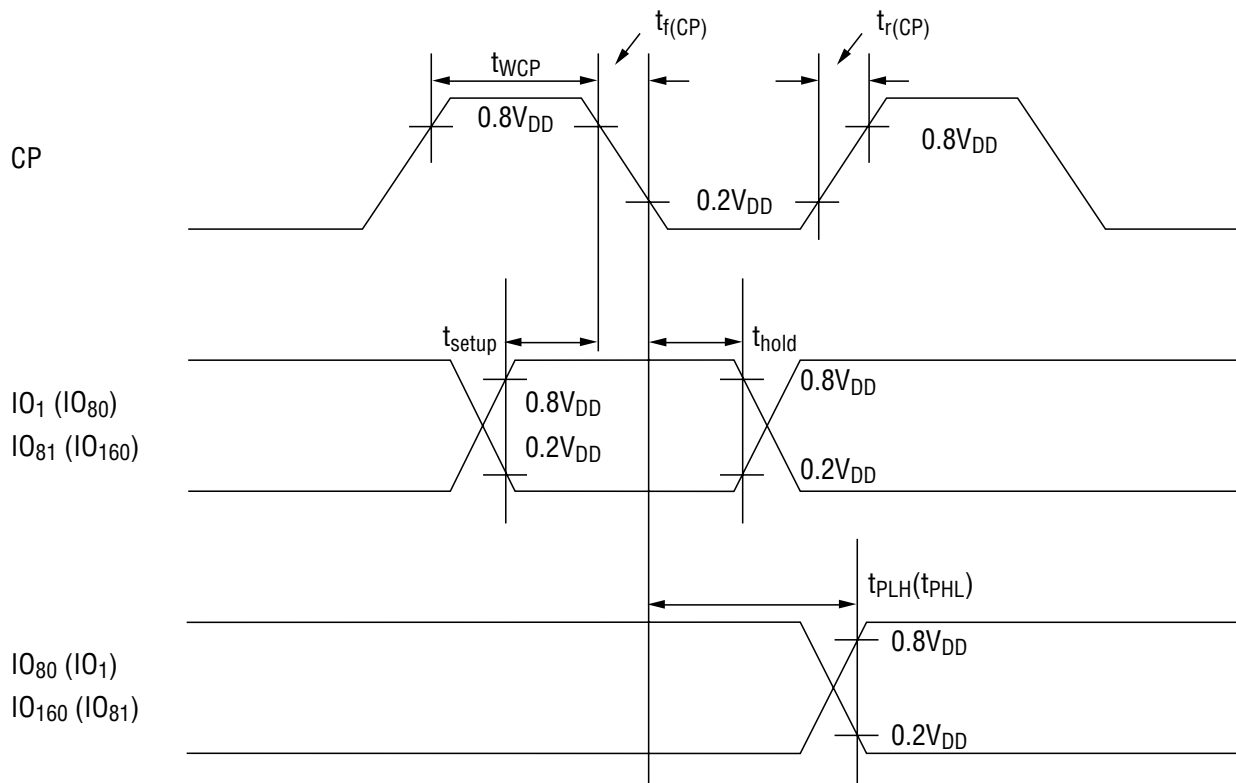 t_f(CP)
t_r(CP)
t_WCP
0.8V_DD
0.8V_DD
CP
0.2V_DD
t_setup
t_hold
0.8V_DD
0.8V_DD
IO_1 (IO_80)
IO_81 (IO_160)
0.2V_DD
0.2V_DD
t_PLH(t_PHL)
0.8V_DD
IO_80 (IO_1)
IO_160 (IO_81)
0.2V_DD